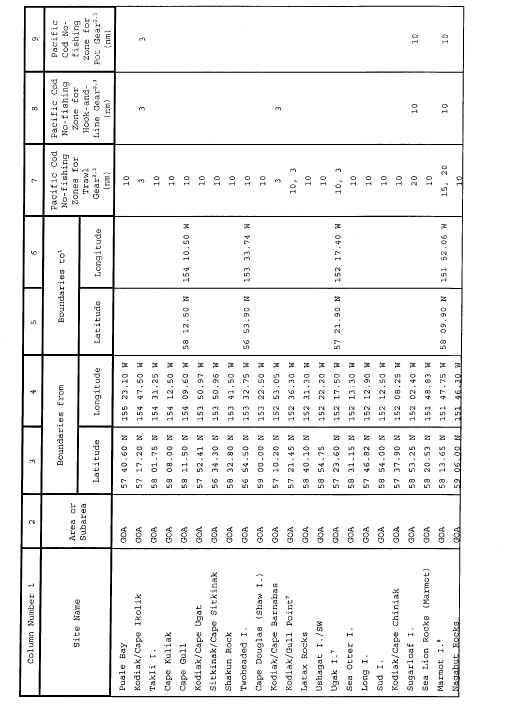 Column Number 1 2 3 4 5 6 7 8 9
Site Name
Area or
Subarea
Boundaries from
Latitude Longitude
Boundaries to¹
Latitude Longitude
Pacific Cod
No-fishing
Zones for
Trawl
Gear²,³
(nm)
Pacific Cod
No-fishing
Zone for
Hook-and-
Line Gear²,³
(nm)
Pacific
Cod No-
fishing
Zone for
Pot Gear²,³
(nm)
Puale Bay GOA 57 40.60 N 155 23.10 W 10
Kodiak/Cape Ikolik GOA 57 17.20 N 154 47.50 W 3 3 3
Takli I. GOA 58 01.75 N 154 31.25 W 10
Cape Kuliak GOA 58 08.00 N 154 12.50 W 10
Cape Gull GOA 58 11.50 N 154 09.60 W 58 12.50 N 154 10.50 W 10
Kodiak/Cape Ugat GOA 57 52.41 N 153 50.97 W 10
Sitkinak/Cape Sitkinak GOA 56 34.30 N 153 50.96 W 10
Shakun Rock GOA 58 32.80 N 153 41.50 W 10
Twoheaded I. GOA 56 54.50 N 153 32.75 W 56 53.90 N 153 33.74 W 10
Cape Douglas (Shaw I.) GOA 59 00.00 N 153 22.50 W 10
Kodiak/Cape Barnabas GOA 57 10.20 N 152 53.05 W 3 3
Kodiak/Gull Point⁷ GOA 57 21.45 N 152 36.30 W 10, 3
Latax Rocks GOA 58 40.10 N 152 31.30 W 10
Ushagat I./SW GOA 58 54.75 152 22.20 W 10
Ugak I.⁷ GOA 57 23.60 N 152 17.50 W 57 21.90 N 152 17.40 W 10, 3
Sea Otter I. GOA 58 31.15 N 152 13.30 W 10
Long I. GOA 57 46.82 N 152 12.90 W 10
Sud I. GOA 58 54.00 N 152 12.50 W 10
Kodiak/Cape Chiniak GOA 57 37.90 N 152 08.25 W 10
Sugarloaf I. GOA 58 53.25 N 152 02.40 W 20 10 10
Sea Lion Rocks (Marmot) GOA 58 20.53 N 151 48.83 W 10
Marmot I.⁸ GOA 58 13.65 N 151 47.75 W 58 09.90 N 151 52.06 W 15, 20 10 10
Nagahut Rocks GOA 59 06.00 N 151 46.30 W 10